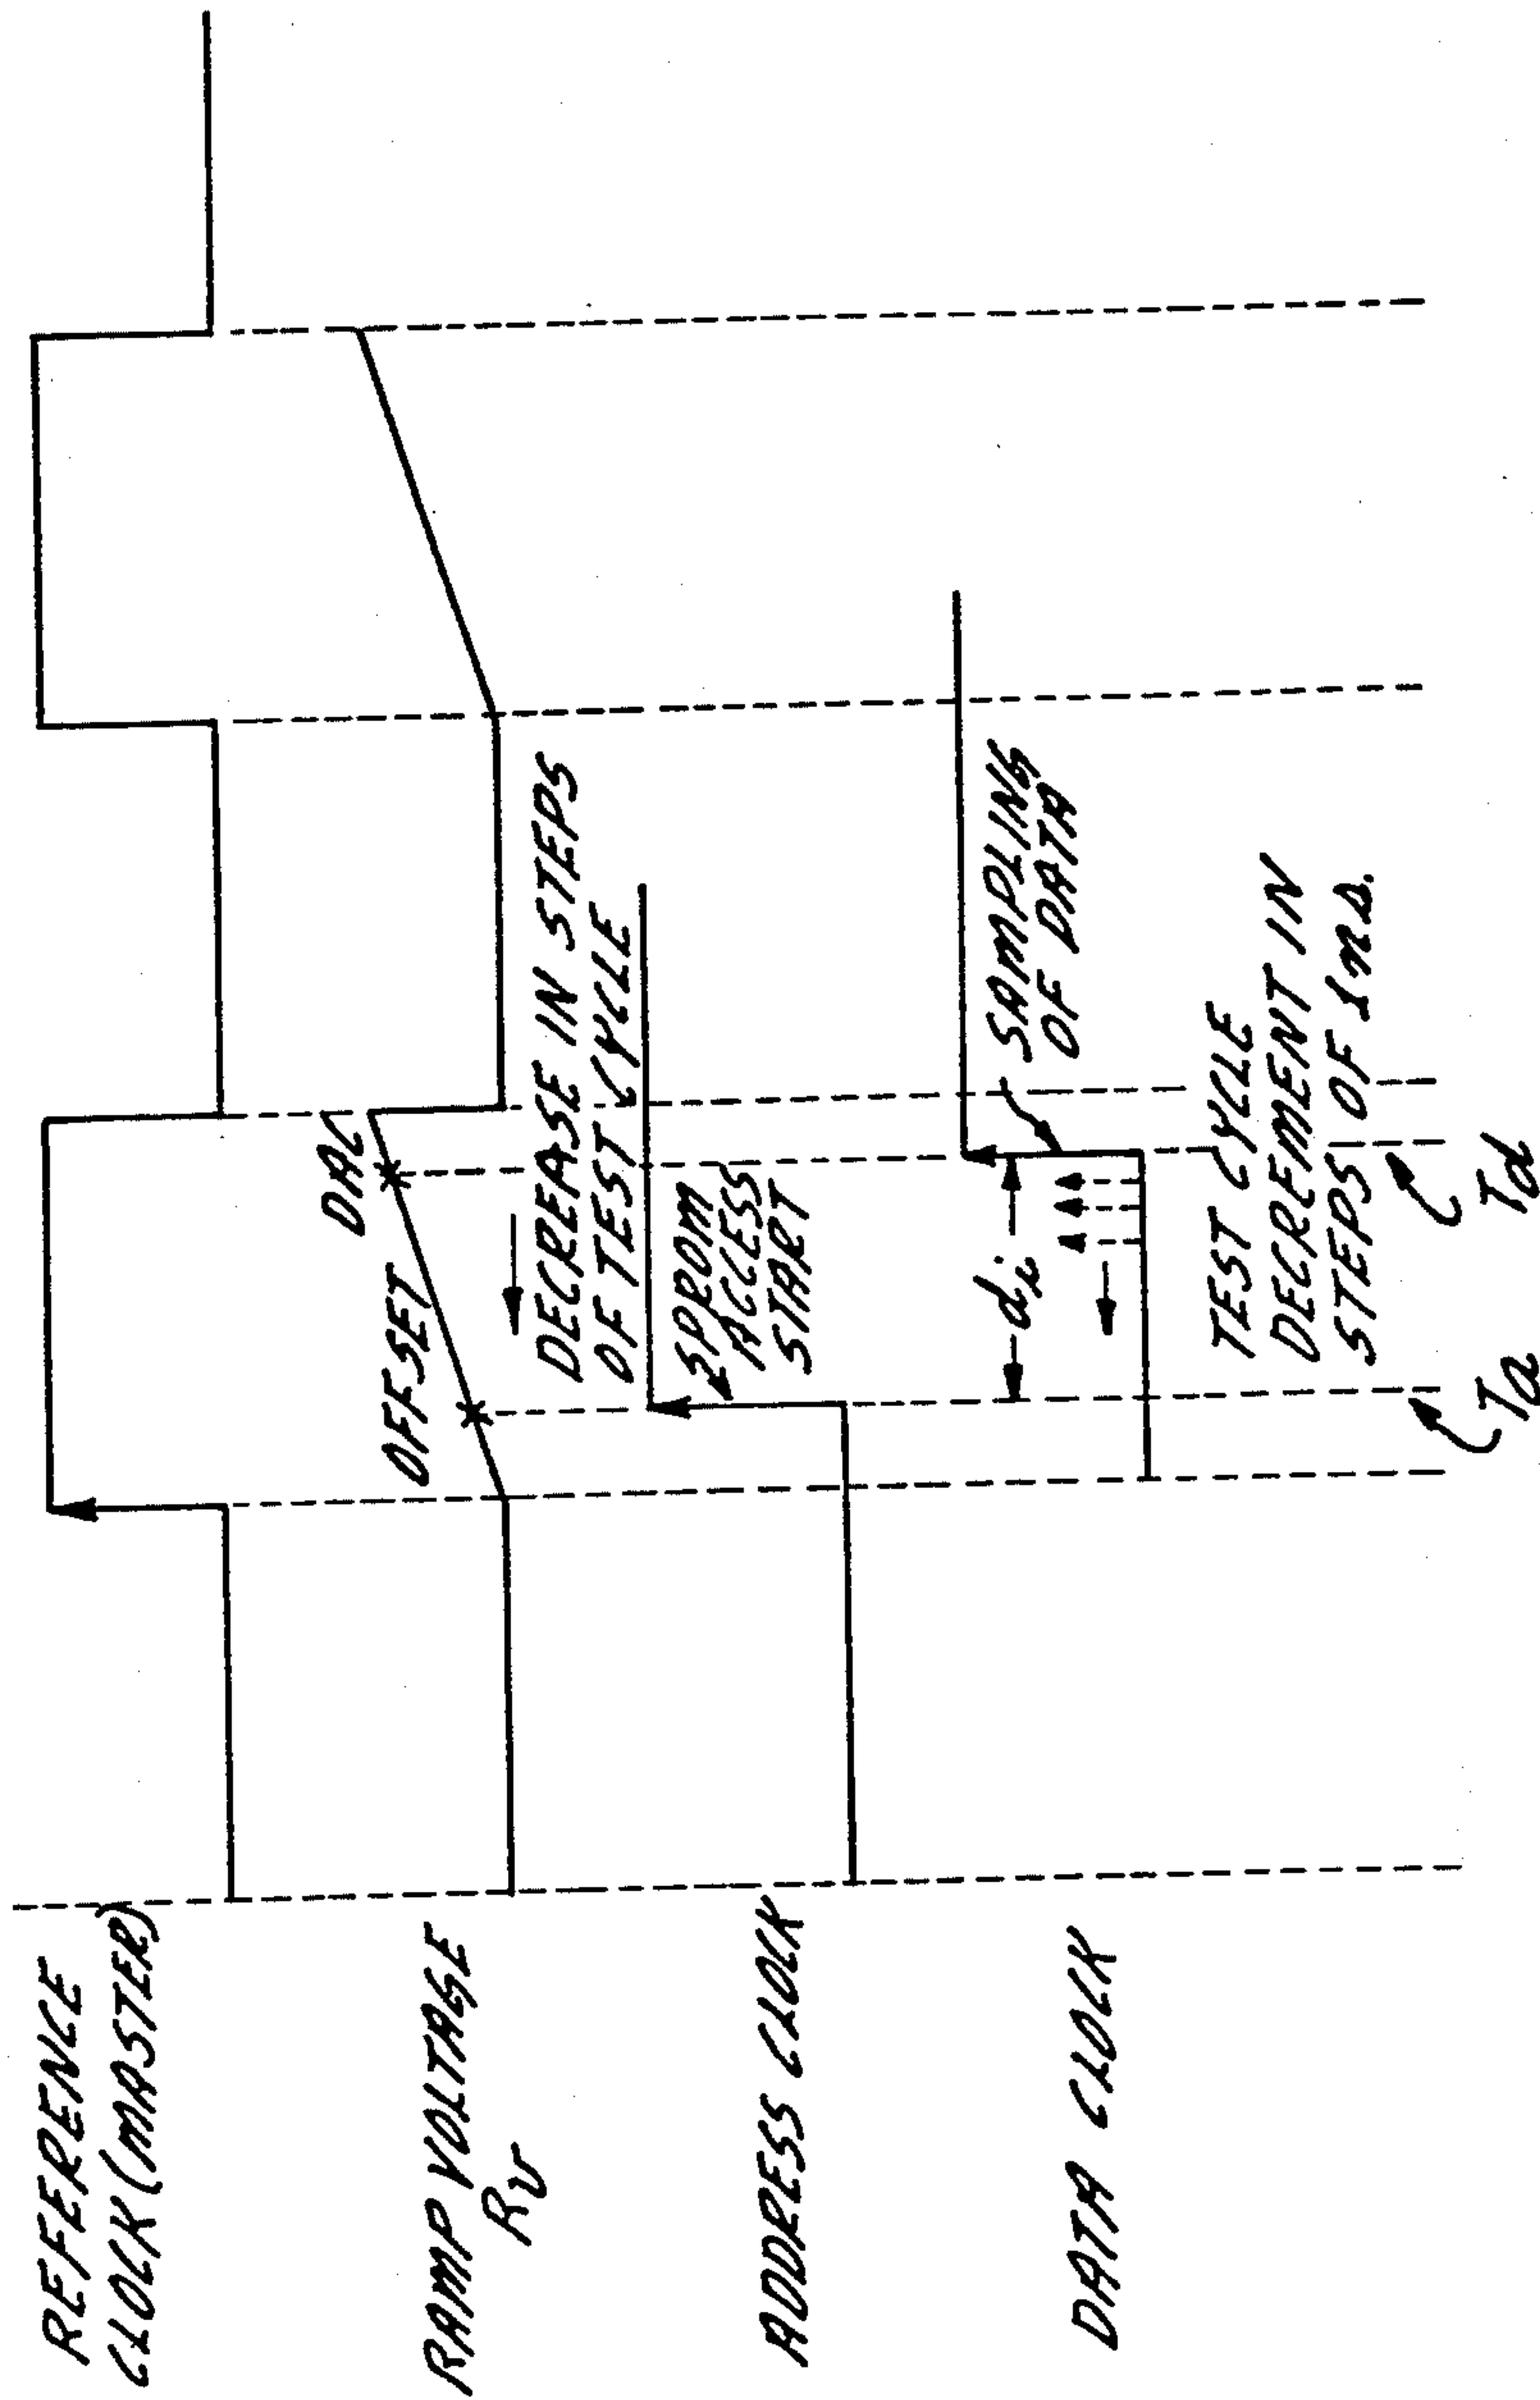 REFERENCE
CLOCK (MASTER)
RAMP VOLTAGE
Rv
OFFSET
DAC
DECREASE IN STEPS
OF TEST CYCLE
ADDRESS CLOCK
SPROM
ACCESS
START
DATA CLOCK
di
SAMPLING
OF DATA
TEST CYCLE
DECREMENT IN
STEPS OF 1ns.
Ta
Td